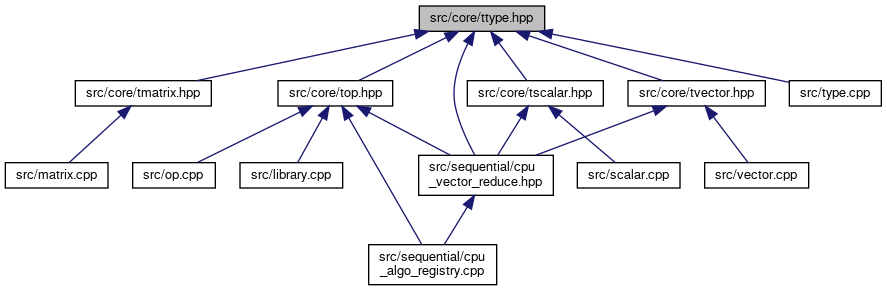 src/core/ttype.hpp
src/core/tmatrix.hpp
src/core/top.hpp
src/core/tscalar.hpp
src/core/tvector.hpp
src/type.cpp
src/matrix.cpp
src/op.cpp
src/library.cpp
src/sequential/cpu
_vector_reduce.hpp
src/scalar.cpp
src/vector.cpp
src/sequential/cpu
_algo_registry.cpp